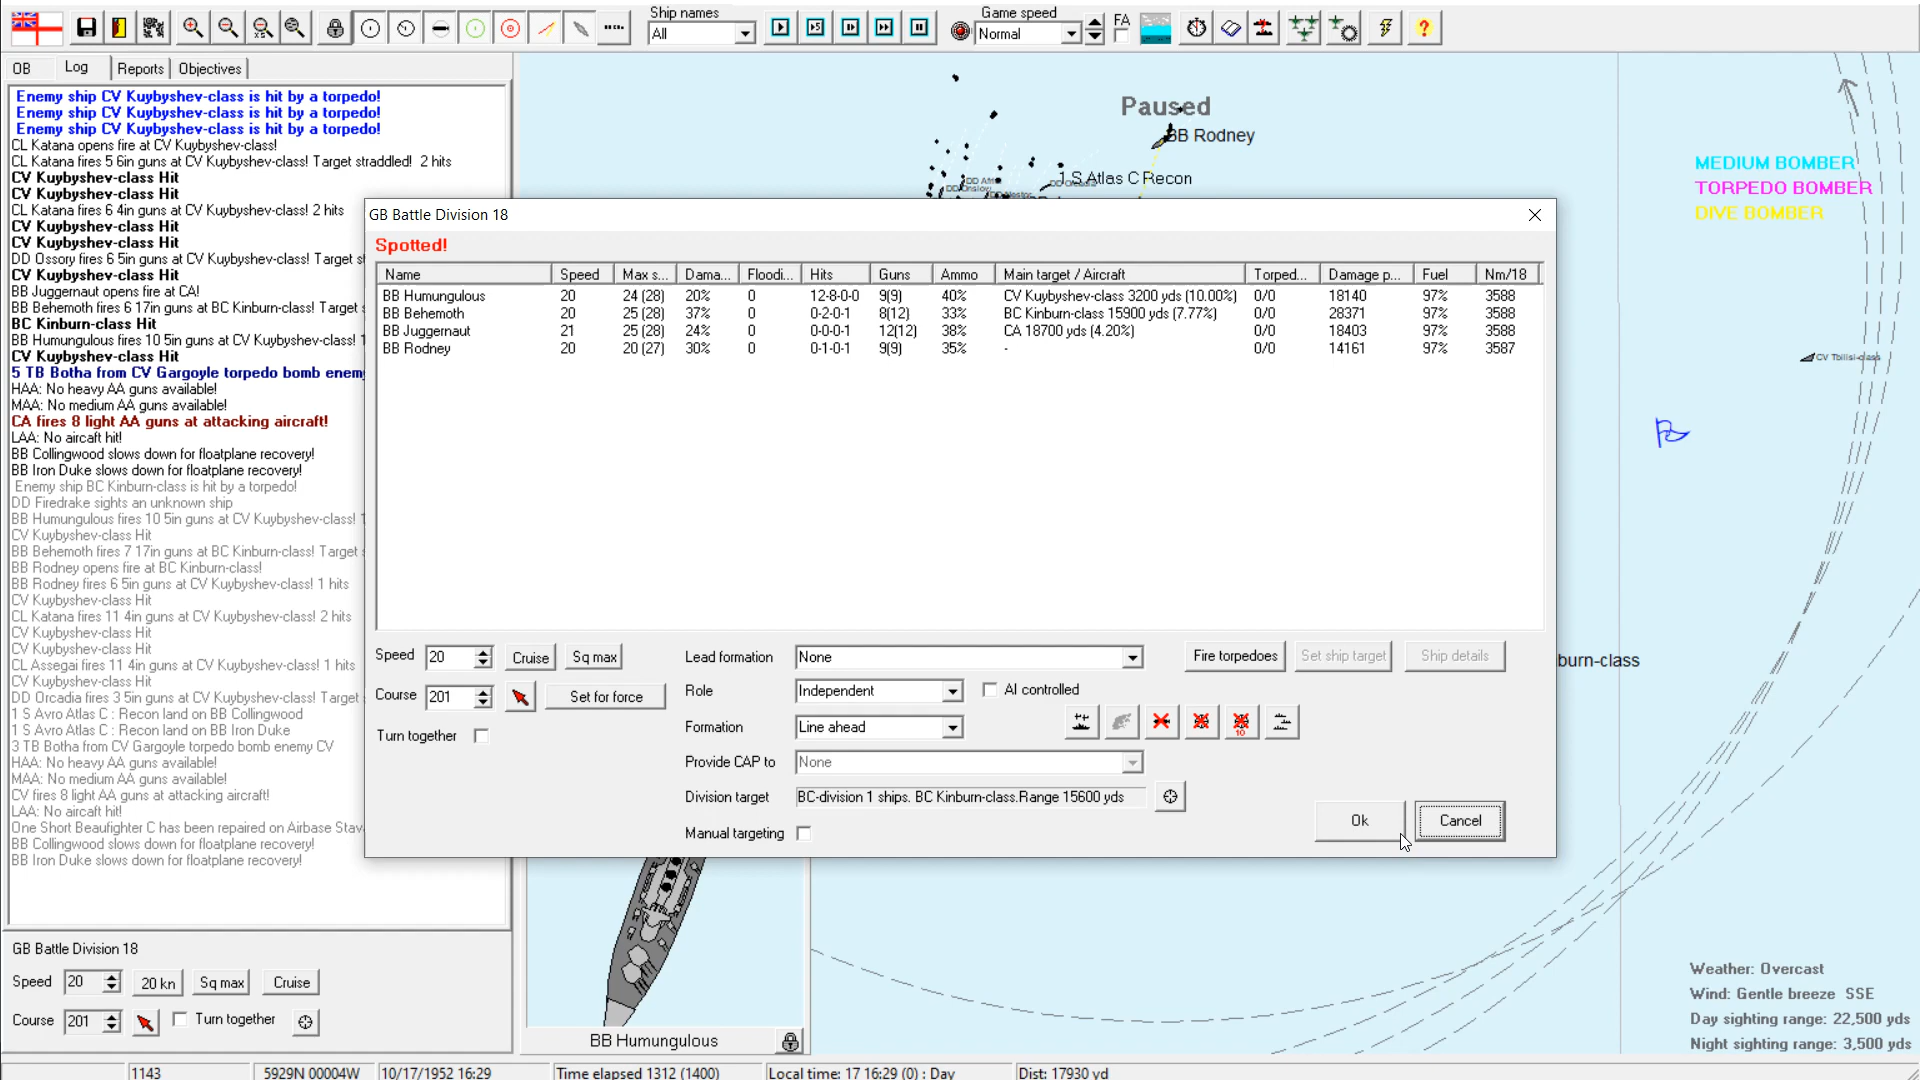 Ship names
All
Game speed
Normal
FA
OB
Log
Reports
Objectives
Enemy ship CV Kuybyshev-class is hit by a torpedo!
Enemy ship CV Kuybyshev-class is hit by a torpedo!
Enemy ship CV Kuybyshev-class is hit by a torpedo!
CL Katana opens fire at CV Kuybyshev-class!
CL Katana fires 5 6in guns at CV Kuybyshev-class! Target straddled! 2 hits
CV Kuybyshev-class Hit
CV Kuybyshev-class Hit
CL Katana fires 6 4in guns at CV Kuybyshev-class! 2 hits
CV Kuybyshev-class Hit
CV Kuybyshev-class Hit
DD Ossory fires 6 5in guns at CV Kuybyshev-class! Target s
CV Kuybyshev-class Hit
BB Juggernaut opens fire at CA!
BB Behemoth fires 6 17in guns at BC Kinburn-class! Target s
BC Kinburn-class Hit
BB Humungulous fires 10 5in guns at CV Kuybyshev-class! 1
CV Kuybyshev-class Hit
5 TB Botha from CV Gargoyle torpedo bomb enem
HAA: No heavy AA guns available!
MAA: No medium AA guns available!
CA fires 8 light AA guns at attacking aircraft!
LAA: No aircaft hit!
BB Collingwood slows down for floatplane recovery!
BB Iron Duke slows down for floatplane recovery!
Enemy ship BC Kinburn-class is hit by a torpedo!
DD Firedrake sights an unknown ship
BB Humungulous fires 10 5in guns at CV Kuybyshev-class! 1
CV Kuybyshev-class Hit
BB Behemoth fires 7 17in guns at BC Kinburn-class! Target s
BB Rodney opens fire at BC Kinburn-class!
BB Rodney fires 6 5in guns at CV Kuybyshev-class! 1 hits
CV Kuybyshev-class Hit
CL Katana fires 11 4in guns at CV Kuybyshev-class! 2 hits
CV Kuybyshev-class Hit
CV Kuybyshev-class Hit
CL Assegai fires 11 4in guns at CV Kuybyshev-class! 1 hits
CV Kuybyshev-class Hit
DD Orcadia fires 3 5in guns at CV Kuybyshev-class! Target
1 S Avro Atlas C : Recon land on BB Collingwood
1 S Avro Atlas C : Recon land on BB Iron Duke
3 TB Botha from CV Gargoyle torpedo bomb enemy CV
HAA: No heavy AA guns available!
MAA: No medium AA guns available!
CV fires 8 light AA guns at attacking aircraft!
LAA: No aircaft hit!
One Short Beaufighter C has been repaired on Airbase Stav
BB Collingwood slows down for floatplane recovery!
BB Iron Duke slows down for floatplane recovery!
GB Battle Division 18
Speed 20 20 kn Sq max Cruise
Course 201 Turn together
Paused
BB Rodney
1 S Atlas C Recon
MEDIUM BOMBER
TORPEDO BOMBER
DIVE BOMBER
CV Tbilisi-class
burn-class
GB Battle Division 18
Spotted!
Name Speed Max s... Dama... Floodi... Hits Guns Ammo Main target / Aircraft Torped... Damage p... Fuel Nm/18
BB Humungulous 20 24 (28) 20% 0 12-8-0-0 9(9) 40% CV Kuybyshev-class 3200 yds (10.00%) 0/0 18140 97% 3588
BB Behemoth 20 25 (28) 37% 0 0-2-0-1 8(12) 33% BC Kinburn-class 15900 yds (7.77%) 0/0 28371 97% 3588
BB Juggernaut 21 25 (28) 24% 0 0-0-0-1 12(12) 38% CA 18700 yds (4.20%) 0/0 18403 97% 3588
BB Rodney 20 20 (27) 30% 0 0-1-0-1 9(9) 35% - 0/0 14161 97% 3587
Speed 20 Cruise Sq max
Course 201 Set for force
Turn together
Lead formation None
Role Independent AI controlled
Formation Line ahead
Provide CAP to None
Division target BC-division 1 ships. BC Kinburn-class.Range 15600 yds
Manual targeting
Fire torpedoes Set ship target Ship details
10
Ok Cancel
BB Humungulous
Weather: Overcast
Wind: Gentle breeze SSE
Day sighting range: 22,500 yds
Night sighting range: 3,500 yds
1143 5929N 00004W 10/17/1952 16:29 Time elapsed 1312 (1400) Local time: 17 16:29 (0) : Day Dist: 17930 yd